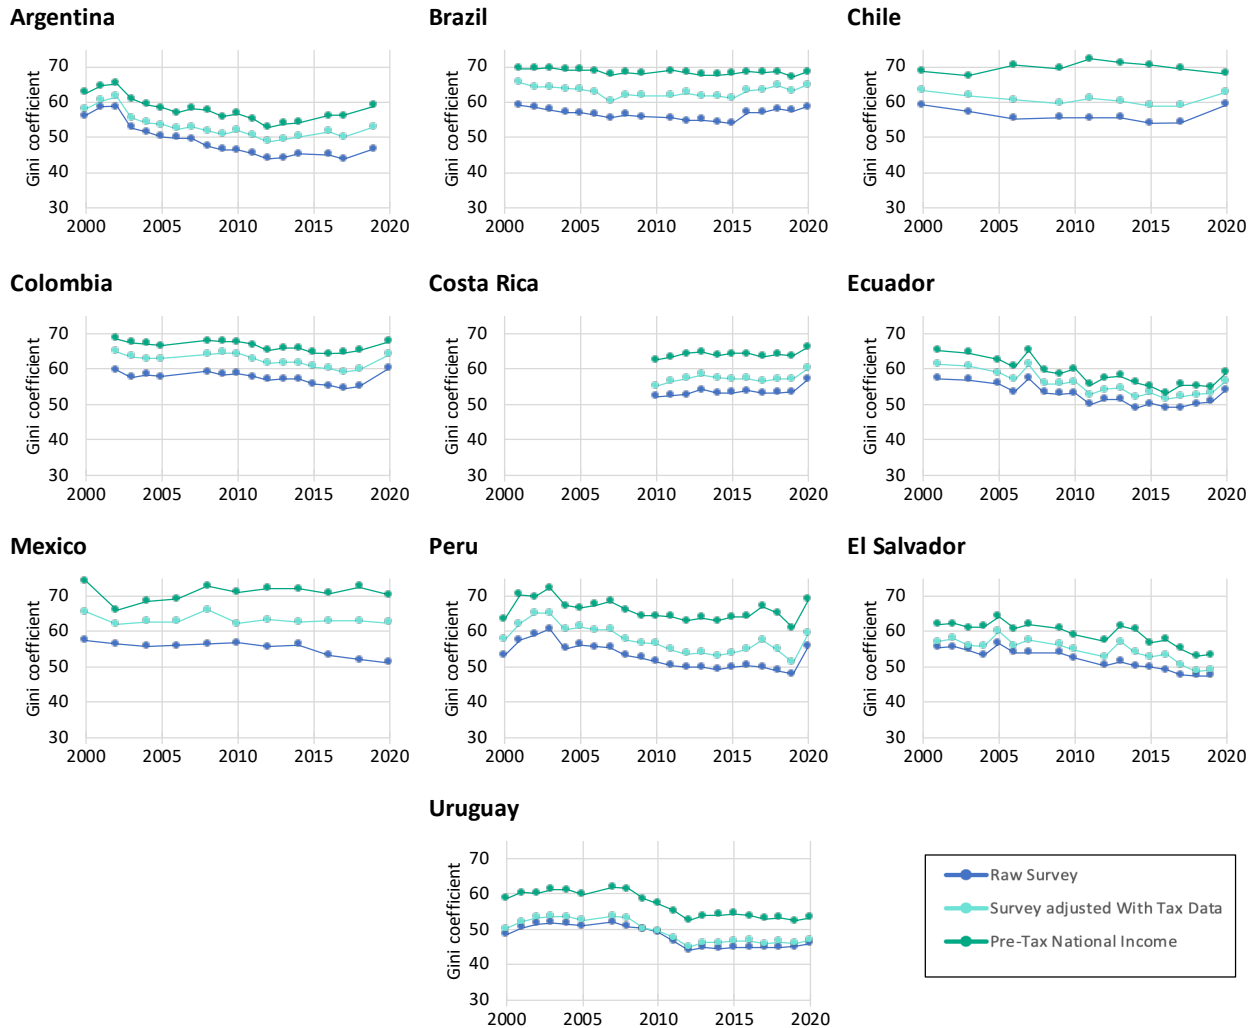 Argentina
Gini coefficient
70
60
50
40
30
2000 2005 2010 2015 2020
Brazil
Gini coefficient
70
60
50
40
30
2000 2005 2010 2015 2020
Chile
Gini coefficient
70
60
50
40
30
2000 2005 2010 2015 2020
Colombia
Gini coefficient
70
60
50
40
30
2000 2005 2010 2015 2020
Costa Rica
Gini coefficient
70
60
50
40
30
2000 2005 2010 2015 2020
Ecuador
Gini coefficient
70
60
50
40
30
2000 2005 2010 2015 2020
Mexico
Gini coefficient
70
60
50
40
30
2000 2005 2010 2015 2020
Peru
Gini coefficient
70
60
50
40
30
2000 2005 2010 2015 2020
El Salvador
Gini coefficient
70
60
50
40
30
2000 2005 2010 2015 2020
Uruguay
Gini coefficient
70
60
50
40
30
2000 2005 2010 2015 2020
Raw Survey
Survey adjusted With Tax Data
Pre-Tax National Income